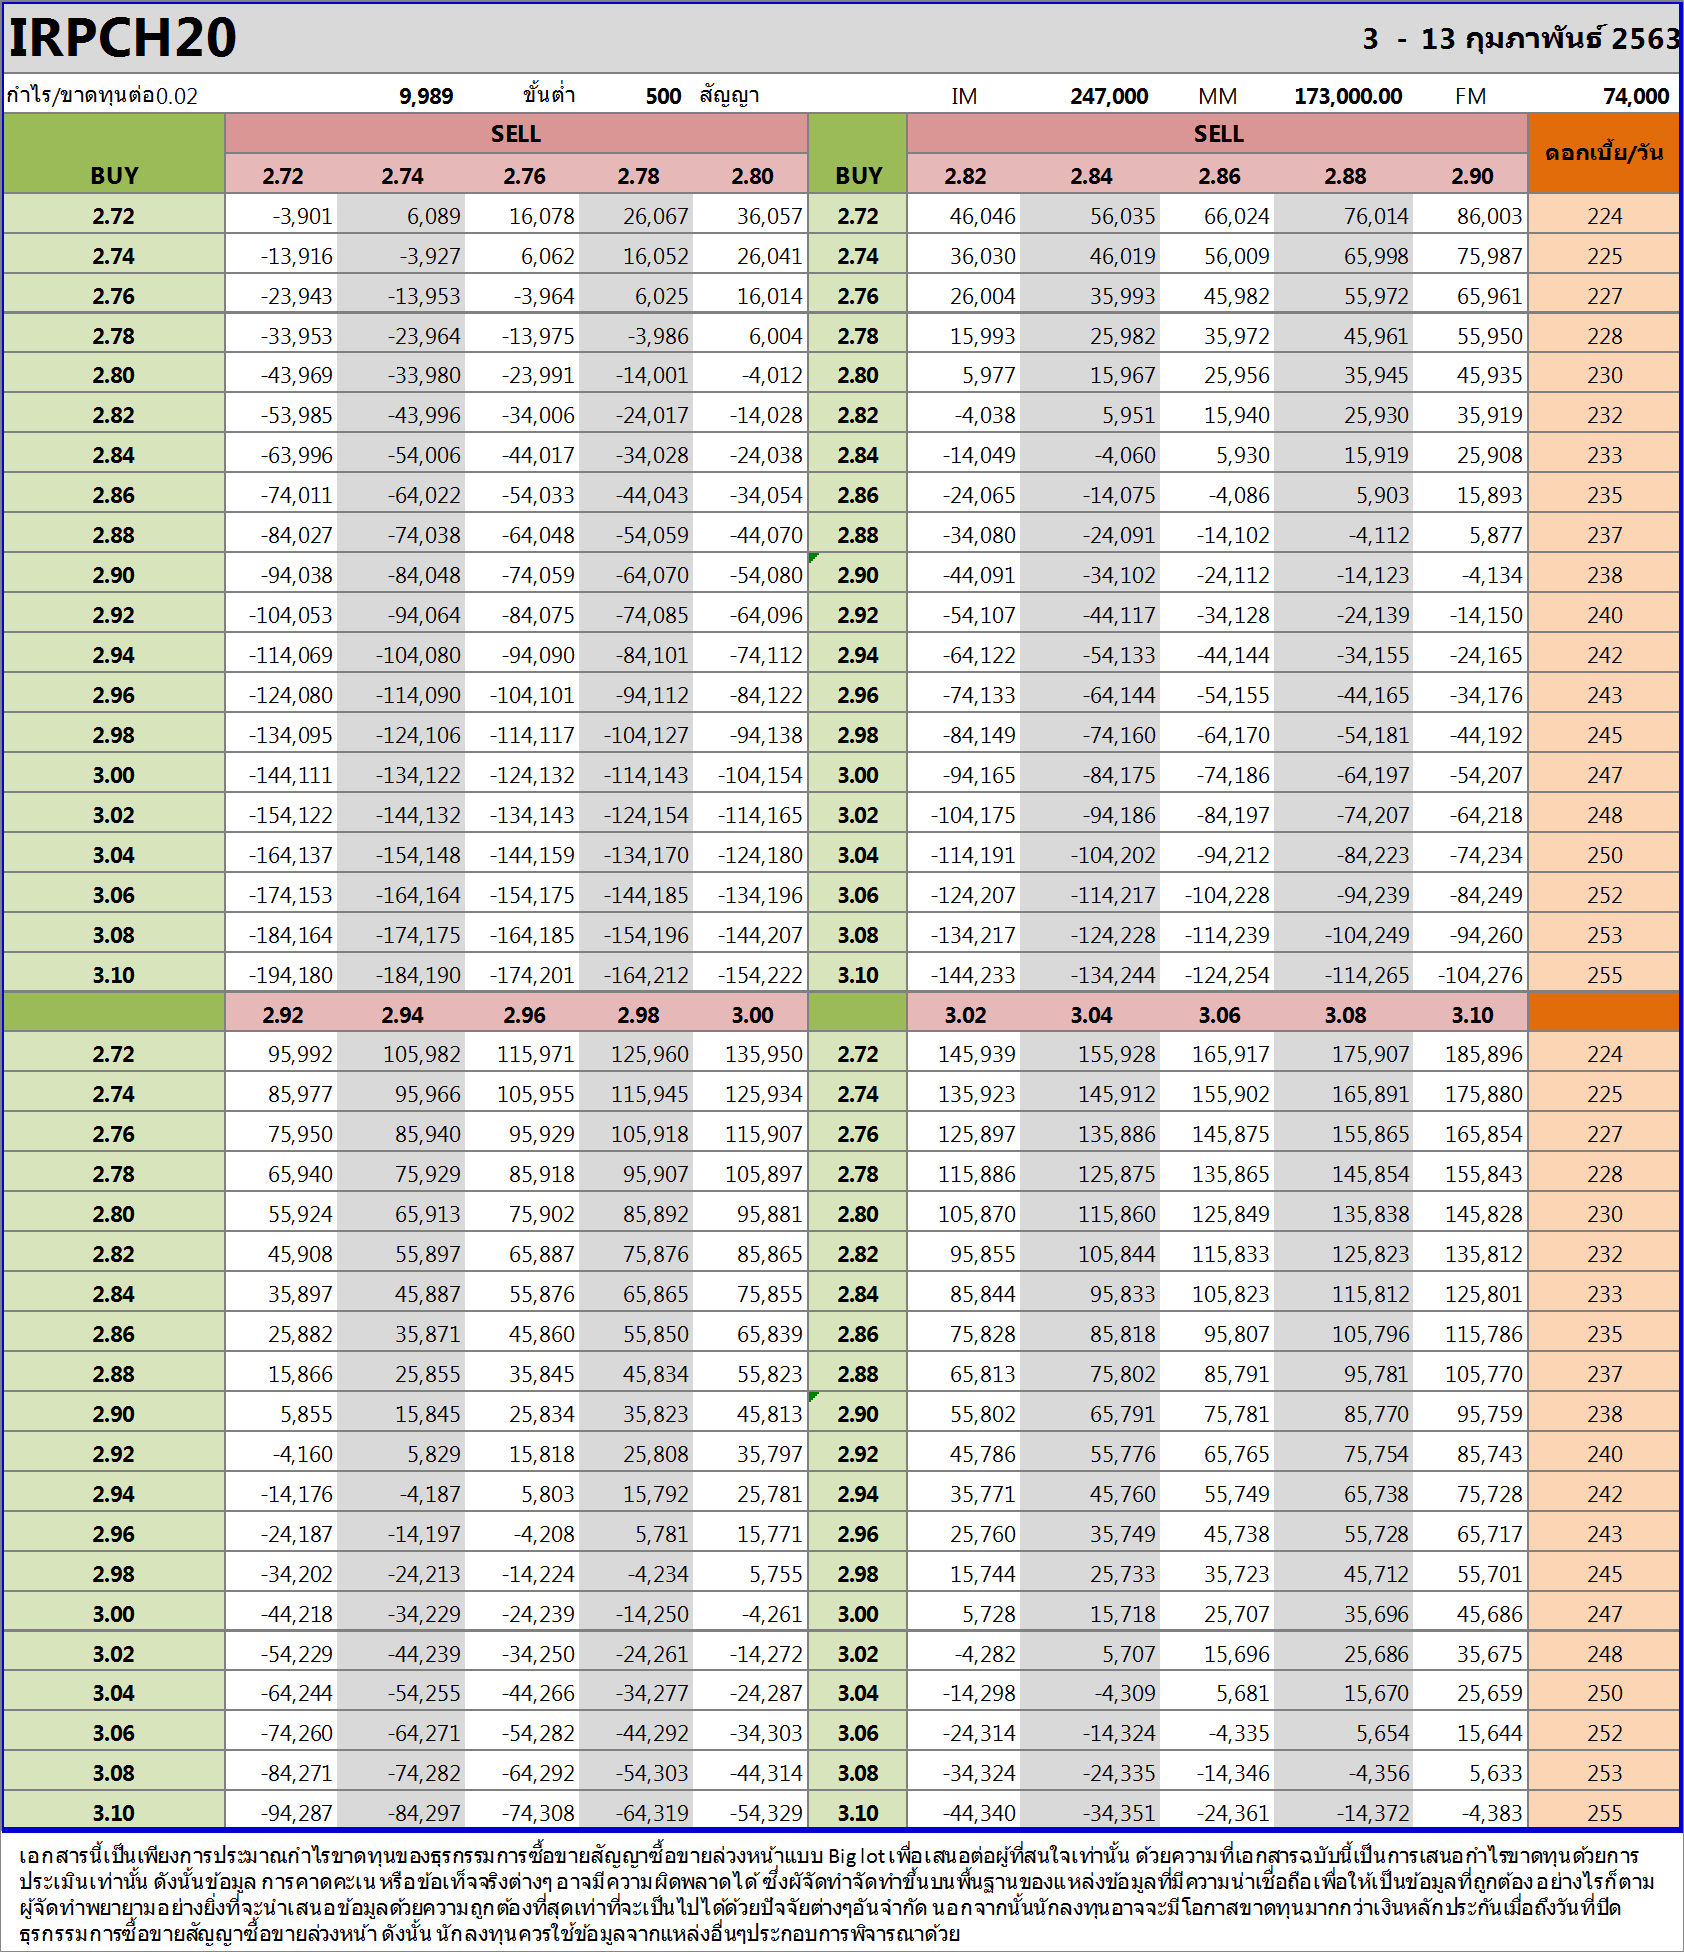 IRPCH20 3 - 13 กุมภาพันธ์ 2563
กำไร/ขาดทุนต่อ0.02 9,989 ขั้นต่ำ 500 สัญญา IM 247,000 MM 173,000.00 FM 74,000
BUY SELL BUY SELL ดอกเบี้ย/วัน
2.72 2.74 2.76 2.78 2.80 2.82 2.84 2.86 2.88 2.90
2.72 -3,901 6,089 16,078 26,067 36,057 2.72 46,046 56,035 66,024 76,014 86,003 224
2.74 -13,916 -3,927 6,062 16,052 26,041 2.74 36,030 46,019 56,009 65,998 75,987 225
2.76 -23,943 -13,953 -3,964 6,025 16,014 2.76 26,004 35,993 45,982 55,972 65,961 227
2.78 -33,953 -23,964 -13,975 -3,986 6,004 2.78 15,993 25,982 35,972 45,961 55,950 228
2.80 -43,969 -33,980 -23,991 -14,001 -4,012 2.80 5,977 15,967 25,956 35,945 45,935 230
2.82 -53,985 -43,996 -34,006 -24,017 -14,028 2.82 -4,038 5,951 15,940 25,930 35,919 232
2.84 -63,996 -54,006 -44,017 -34,028 -24,038 2.84 -14,049 -4,060 5,930 15,919 25,908 233
2.86 -74,011 -64,022 -54,033 -44,043 -34,054 2.86 -24,065 -14,075 -4,086 5,903 15,893 235
2.88 -84,027 -74,038 -64,048 -54,059 -44,070 2.88 -34,080 -24,091 -14,102 -4,112 5,877 237
2.90 -94,038 -84,048 -74,059 -64,070 -54,080 2.90 -44,091 -34,102 -24,112 -14,123 -4,134 238
2.92 -104,053 -94,064 -84,075 -74,085 -64,096 2.92 -54,107 -44,117 -34,128 -24,139 -14,150 240
2.94 -114,069 -104,080 -94,090 -84,101 -74,112 2.94 -64,122 -54,133 -44,144 -34,155 -24,165 242
2.96 -124,080 -114,090 -104,101 -94,112 -84,122 2.96 -74,133 -64,144 -54,155 -44,165 -34,176 243
2.98 -134,095 -124,106 -114,117 -104,127 -94,138 2.98 -84,149 -74,160 -64,170 -54,181 -44,192 245
3.00 -144,111 -134,122 -124,132 -114,143 -104,154 3.00 -94,165 -84,175 -74,186 -64,197 -54,207 247
3.02 -154,122 -144,132 -134,143 -124,154 -114,165 3.02 -104,175 -94,186 -84,197 -74,207 -64,218 248
3.04 -164,137 -154,148 -144,159 -134,170 -124,180 3.04 -114,191 -104,202 -94,212 -84,223 -74,234 250
3.06 -174,153 -164,164 -154,175 -144,185 -134,196 3.06 -124,207 -114,217 -104,228 -94,239 -84,249 252
3.08 -184,164 -174,175 -164,185 -154,196 -144,207 3.08 -134,217 -124,228 -114,239 -104,249 -94,260 253
3.10 -194,180 -184,190 -174,201 -164,212 -154,222 3.10 -144,233 -134,244 -124,254 -114,265 -104,276 255
2.92 2.94 2.96 2.98 3.00 3.02 3.04 3.06 3.08 3.10
2.72 95,992 105,982 115,971 125,960 135,950 2.72 145,939 155,928 165,917 175,907 185,896 224
2.74 85,977 95,966 105,955 115,945 125,934 2.74 135,923 145,912 155,902 165,891 175,880 225
2.76 75,950 85,940 95,929 105,918 115,907 2.76 125,897 135,886 145,875 155,865 165,854 227
2.78 65,940 75,929 85,918 95,907 105,897 2.78 115,886 125,875 135,865 145,854 155,843 228
2.80 55,924 65,913 75,902 85,892 95,881 2.80 105,870 115,860 125,849 135,838 145,828 230
2.82 45,908 55,897 65,887 75,876 85,865 2.82 95,855 105,844 115,833 125,823 135,812 232
2.84 35,897 45,887 55,876 65,865 75,855 2.84 85,844 95,833 105,823 115,812 125,801 233
2.86 25,882 35,871 45,860 55,850 65,839 2.86 75,828 85,818 95,807 105,796 115,786 235
2.88 15,866 25,855 35,845 45,834 55,823 2.88 65,813 75,802 85,791 95,781 105,770 237
2.90 5,855 15,845 25,834 35,823 45,813 2.90 55,802 65,791 75,781 85,770 95,759 238
2.92 -4,160 5,829 15,818 25,808 35,797 2.92 45,786 55,776 65,765 75,754 85,743 240
2.94 -14,176 -4,187 5,803 15,792 25,781 2.94 35,771 45,760 55,749 65,738 75,728 242
2.96 -24,187 -14,197 -4,208 5,781 15,771 2.96 25,760 35,749 45,738 55,728 65,717 243
2.98 -34,202 -24,213 -14,224 -4,234 5,755 2.98 15,744 25,733 35,723 45,712 55,701 245
3.00 -44,218 -34,229 -24,239 -14,250 -4,261 3.00 5,728 15,718 25,707 35,696 45,686 247
3.02 -54,229 -44,239 -34,250 -24,261 -14,272 3.02 -4,282 5,707 15,696 25,686 35,675 248
3.04 -64,244 -54,255 -44,266 -34,277 -24,287 3.04 -14,298 -4,309 5,681 15,670 25,659 250
3.06 -74,260 -64,271 -54,282 -44,292 -34,303 3.06 -24,314 -14,324 -4,335 5,654 15,644 252
3.08 -84,271 -74,282 -64,292 -54,303 -44,314 3.08 -34,324 -24,335 -14,346 -4,356 5,633 253
3.10 -94,287 -84,297 -74,308 -64,319 -54,329 3.10 -44,340 -34,351 -24,361 -14,372 -4,383 255
เอกสารนี้เป็นเพียงการประมาณกำไรขาดทุนของธุรกรรมการซื้อขายสัญญาซื้อขายล่วงหน้าแบบ Big lot เพื่อเสนอต่อผู้ที่สนใจเท่านั้น ด้วยความที่เอกสารฉบับนี้เป็นการเสนอกำไรขาดทุนด้วยการ
ประเมินเท่านั้น ดังนั้นข้อมูล การคาดคะเน หรือข้อเท็จจริงต่างๆ อาจมีความผิดพลาดได้ ซึ่งผู้จัดทำจัดทำขึ้นบนพื้นฐานของแหล่งข้อมูลที่มีความน่าเชื่อถือเพื่อให้เป็นข้อมูลที่ถูกต้อง อย่างไรก็ตาม
ผู้จัดทำพยายามอย่างยิ่งที่จะนำเสนอข้อมูลด้วยความถูกต้องที่สุดเท่าที่จะเป็นไปได้ด้วยปัจจัยต่างๆอันจำกัด นอกจากนั้นนักลงทุนอาจจะมีโอกาสขาดทุนมากกว่าเงินหลักประกันเมื่อถึงวันที่ปิด
ธุรกรรมการซื้อขายสัญญาซื้อขายล่วงหน้า ดังนั้น นักลงทุนควรใช้ข้อมูลจากแหล่งอื่นๆประกอบการพิจารณาด้วย